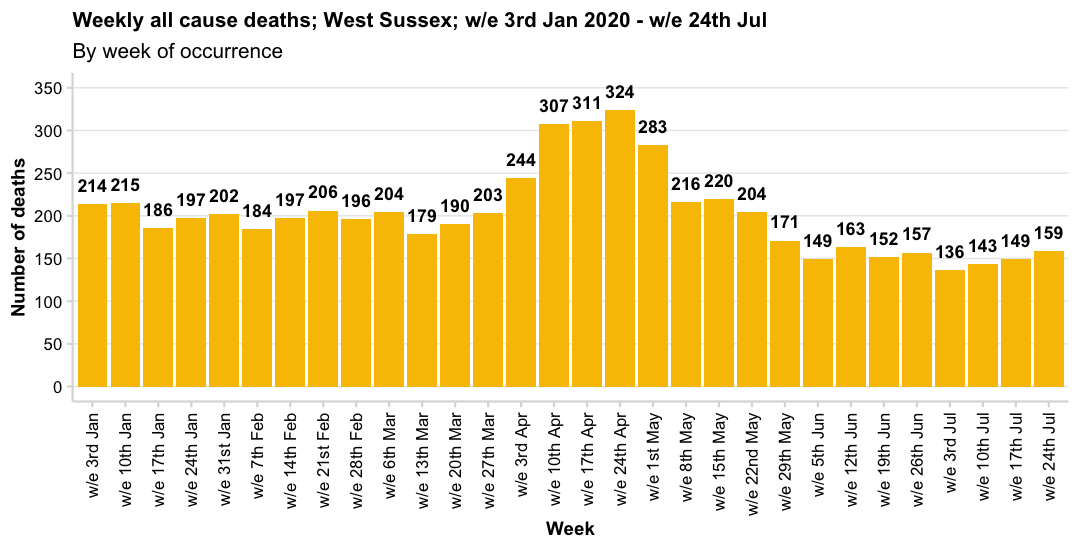 Weekly all cause deaths; West Sussex; w/e 3rd Jan 2020 - w/e 24th Jul
By week of occurrence
Number of deaths
350
300
250
200
150
100
50
0
214 215 186 197 202 184 197 206 196 204 179 190 203 244 307 311 324 283 216 220 204 171 149 163 152 157 136 143 149 159
w/e 3rd Jan
w/e 10th Jan
w/e 17th Jan
w/e 24th Jan
w/e 31st Jan
w/e 7th Feb
w/e 14th Feb
w/e 21st Feb
w/e 28th Feb
w/e 6th Mar
w/e 13th Mar
w/e 20th Mar
w/e 27th Mar
w/e 3rd Apr
w/e 10th Apr
w/e 17th Apr
w/e 24th Apr
w/e 1st May
w/e 8th May
w/e 15th May
w/e 22nd May
w/e 29th May
w/e 5th Jun
w/e 12th Jun
w/e 19th Jun
w/e 26th Jun
w/e 3rd Jul
w/e 10th Jul
w/e 17th Jul
w/e 24th Jul
Week